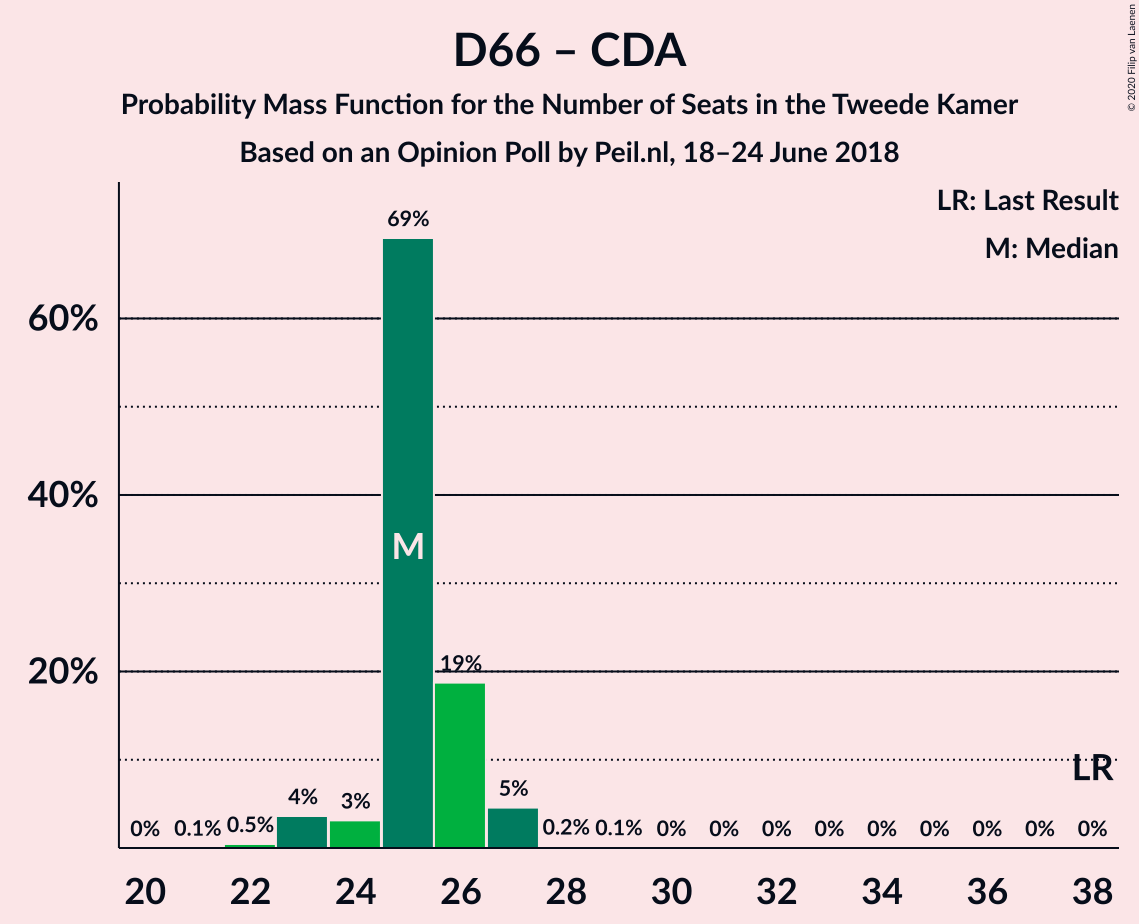 D66 – CDA
Probability Mass Function for the Number of Seats in the Tweede Kamer
Based on an Opinion Poll by Peil.nl, 18–24 June 2018
© 2020 Filip van Laenen
LR: Last Result
M: Median
60%
40%
20%
0% 0.1% 0.5% 4% 3% 69% 19% 5% 0.2% 0.1% 0% 0% 0% 0% 0% 0% 0% 0% 0%
M
LR
20 22 24 26 28 30 32 34 36 38